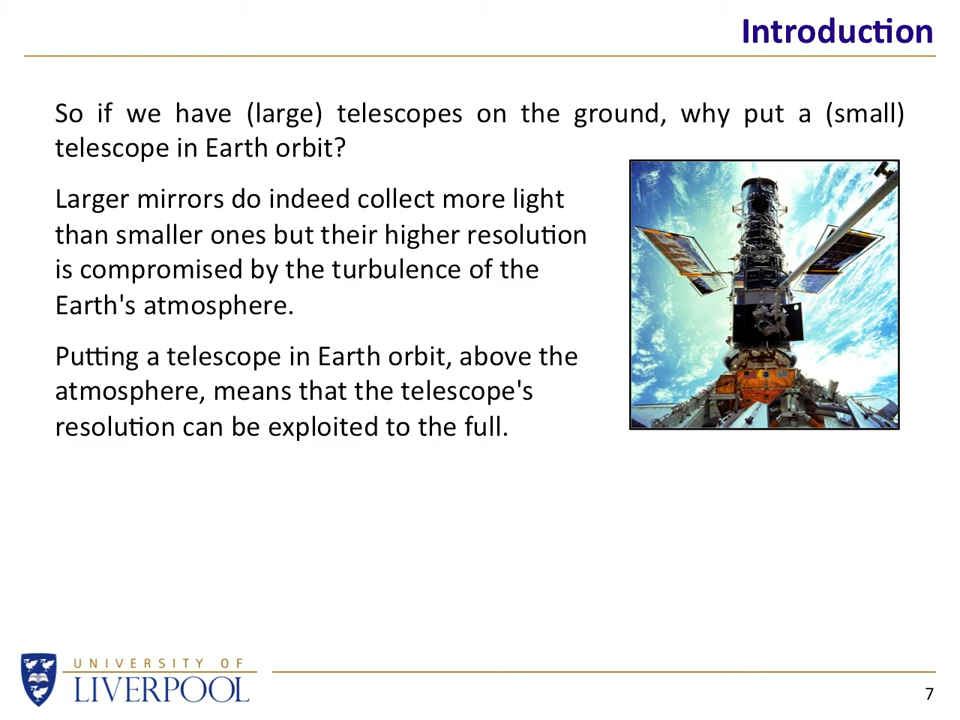 Introduction
So if we have (large) telescopes on the ground, why put a (small)
telescope in Earth orbit?
Larger mirrors do indeed collect more light
than smaller ones but their higher resolution
is compromised by the turbulence of the
Earth's atmosphere.
Putting a telescope in Earth orbit, above the
atmosphere, means that the telescope's
resolution can be exploited to the full.
UNIVERSITY OF
LIVERPOOL
7